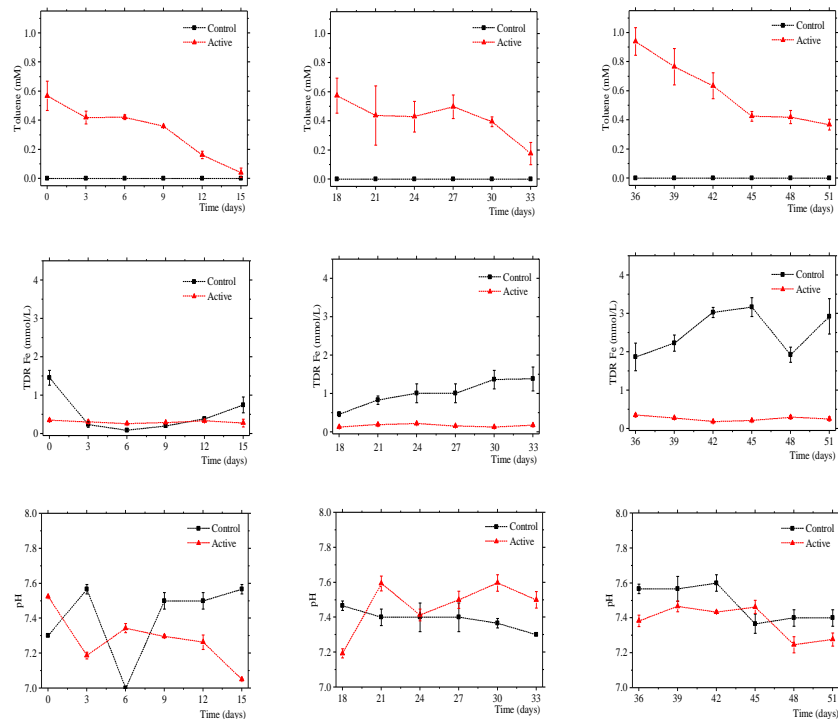 1.0
0.8
0.6
0.4
0.2
0.0
Toluene (mM)
Control
Active
0 3 6 9 12 15
Time (days)
1.0
0.8
0.6
0.4
0.2
0.0
Toluene (mM)
Control
Active
18 21 24 27 30 33
Time (days)
1.0
0.8
0.6
0.4
0.2
0.0
Toluene (mM)
Control
Active
36 39 42 45 48 51
Time (days)
4
3
2
1
0
TDR Fe (mmol/L)
Control
Active
0 3 6 9 12 15
Time (days)
4
3
2
1
0
TDR Fe (mmol/L)
Control
Active
18 21 24 27 30 33
Time (days)
4
3
2
1
0
TDR Fe (mmol/L)
Control
Active
36 39 42 45 48 51
Time (days)
8.0
7.8
7.6
7.4
7.2
7.0
pH
Control
Active
0 3 6 9 12 15
Time (days)
8.0
7.8
7.6
7.4
7.2
7.0
pH
Control
Active
18 21 24 27 30 33
Time (days)
8.0
7.8
7.6
7.4
7.2
7.0
pH
Control
Active
36 39 42 45 48 51
Time (days)